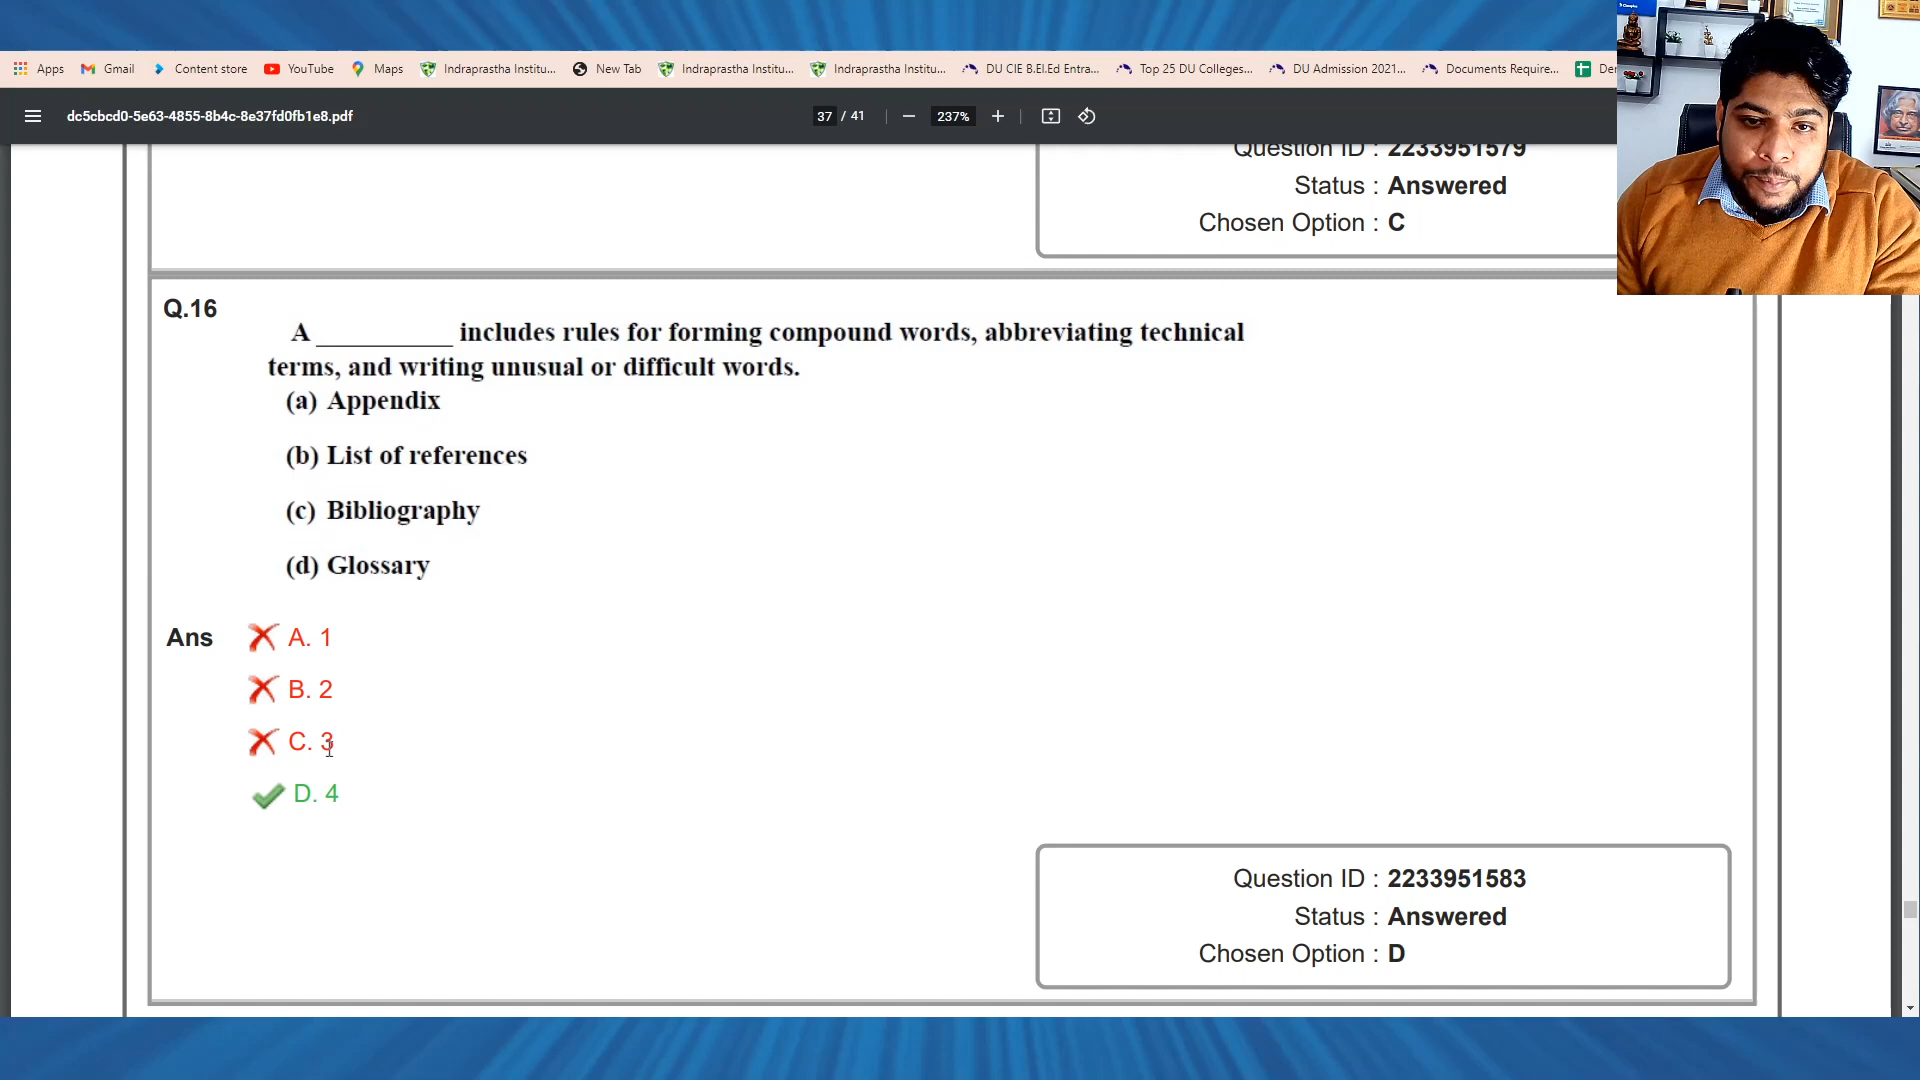 Apps Gmail Content store YouTube Maps Indraprastha Institu... New Tab Indraprastha Institu... Indraprastha Institu... DU CIE B.El.Ed Entra... Top 25 DU Colleges... DU Admission 2021... Documents Require...
dc5cbcd0-5e63-4855-8b4c-8e37fd0fb1e8.pdf 37 / 41 237%
Question ID : 2233951579
Status : Answered
Chosen Option : C
Q.16
A __________ includes rules for forming compound words, abbreviating technical
terms, and writing unusual or difficult words.
(a) Appendix
(b) List of references
(c) Bibliography
(d) Glossary
Ans A. 1
B. 2
C. 3
D. 4
Question ID : 2233951583
Status : Answered
Chosen Option : D